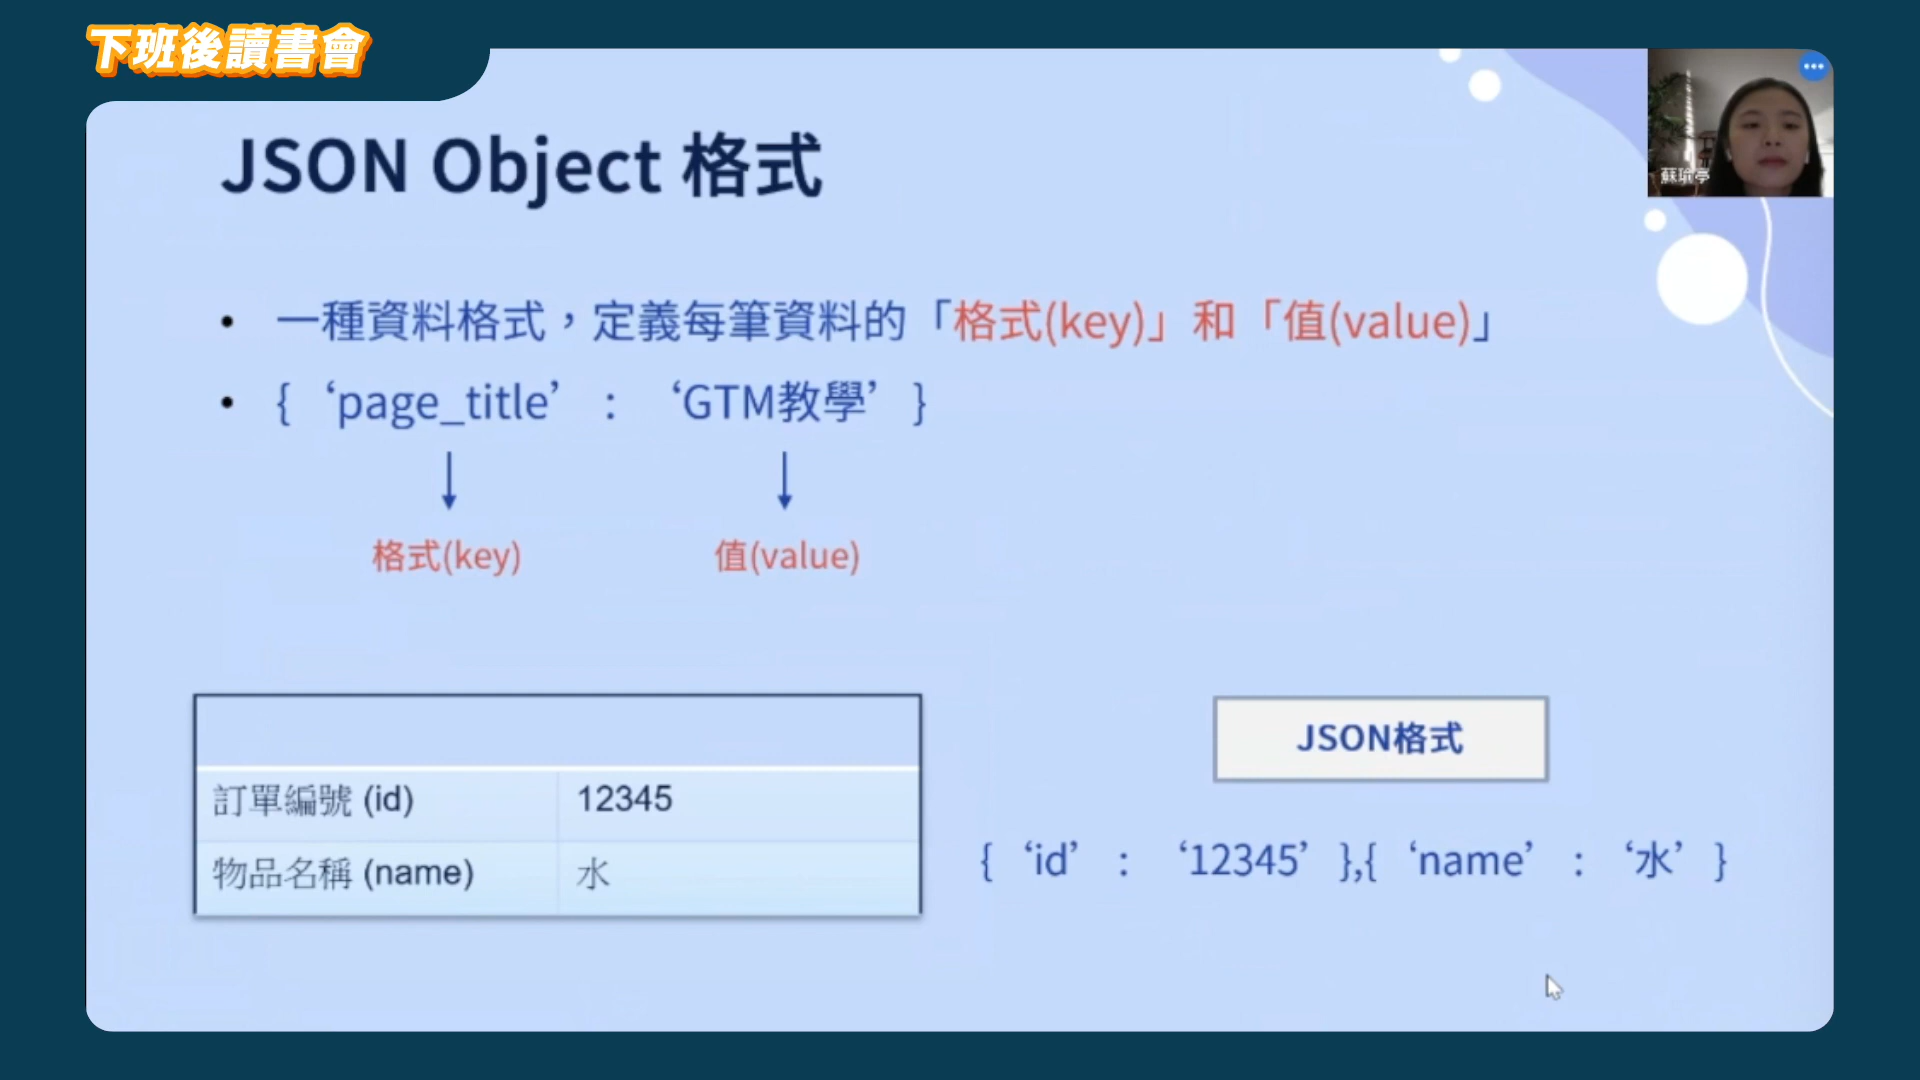 下班後讀書會
蘇瑜亭
JSON Object 格式
• 一種資料格式，定義每筆資料的「格式(key)」和「值(value)」
• {‘page_title’ : ‘GTM教學’}
格式(key)
值(value)
訂單編號 (id) 12345
物品名稱 (name) 水
JSON格式
{‘id’ : ‘12345’},{‘name’ : ‘水’}